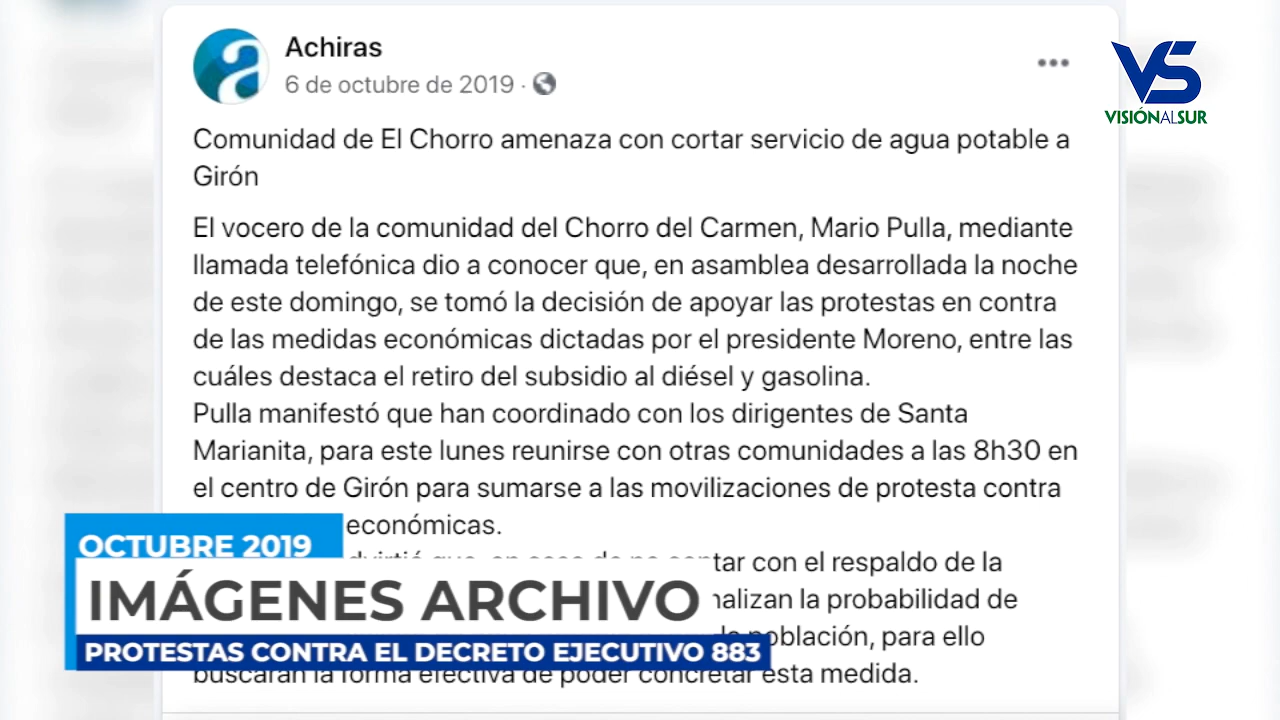 Achiras
6 de octubre de 2019 ·
VS
VISIÓNALSUR
Comunidad de El Chorro amenaza con cortar servicio de agua potable a
Girón
El vocero de la comunidad del Chorro del Carmen, Mario Pulla, mediante
llamada telefónica dio a conocer que, en asamblea desarrollada la noche
de este domingo, se tomó la decisión de apoyar las protestas en contra
de las medidas económicas dictadas por el presidente Moreno, entre las
cuáles destaca el retiro del subsidio al diésel y gasolina.
Pulla manifestó que han coordinado con los dirigentes de Santa
Marianita, para este lunes reunirse con otras comunidades a las 8h30 en
el centro de Girón para sumarse a las movilizaciones de protesta contra
económicas.
con el respaldo de la
la probabilidad de
población, para ello
buscarán la forma efectiva de poder concretar esta medida.
OCTUBRE 2019
IMÁGENES ARCHIVO
PROTESTAS CONTRA EL DECRETO EJECUTIVO 883